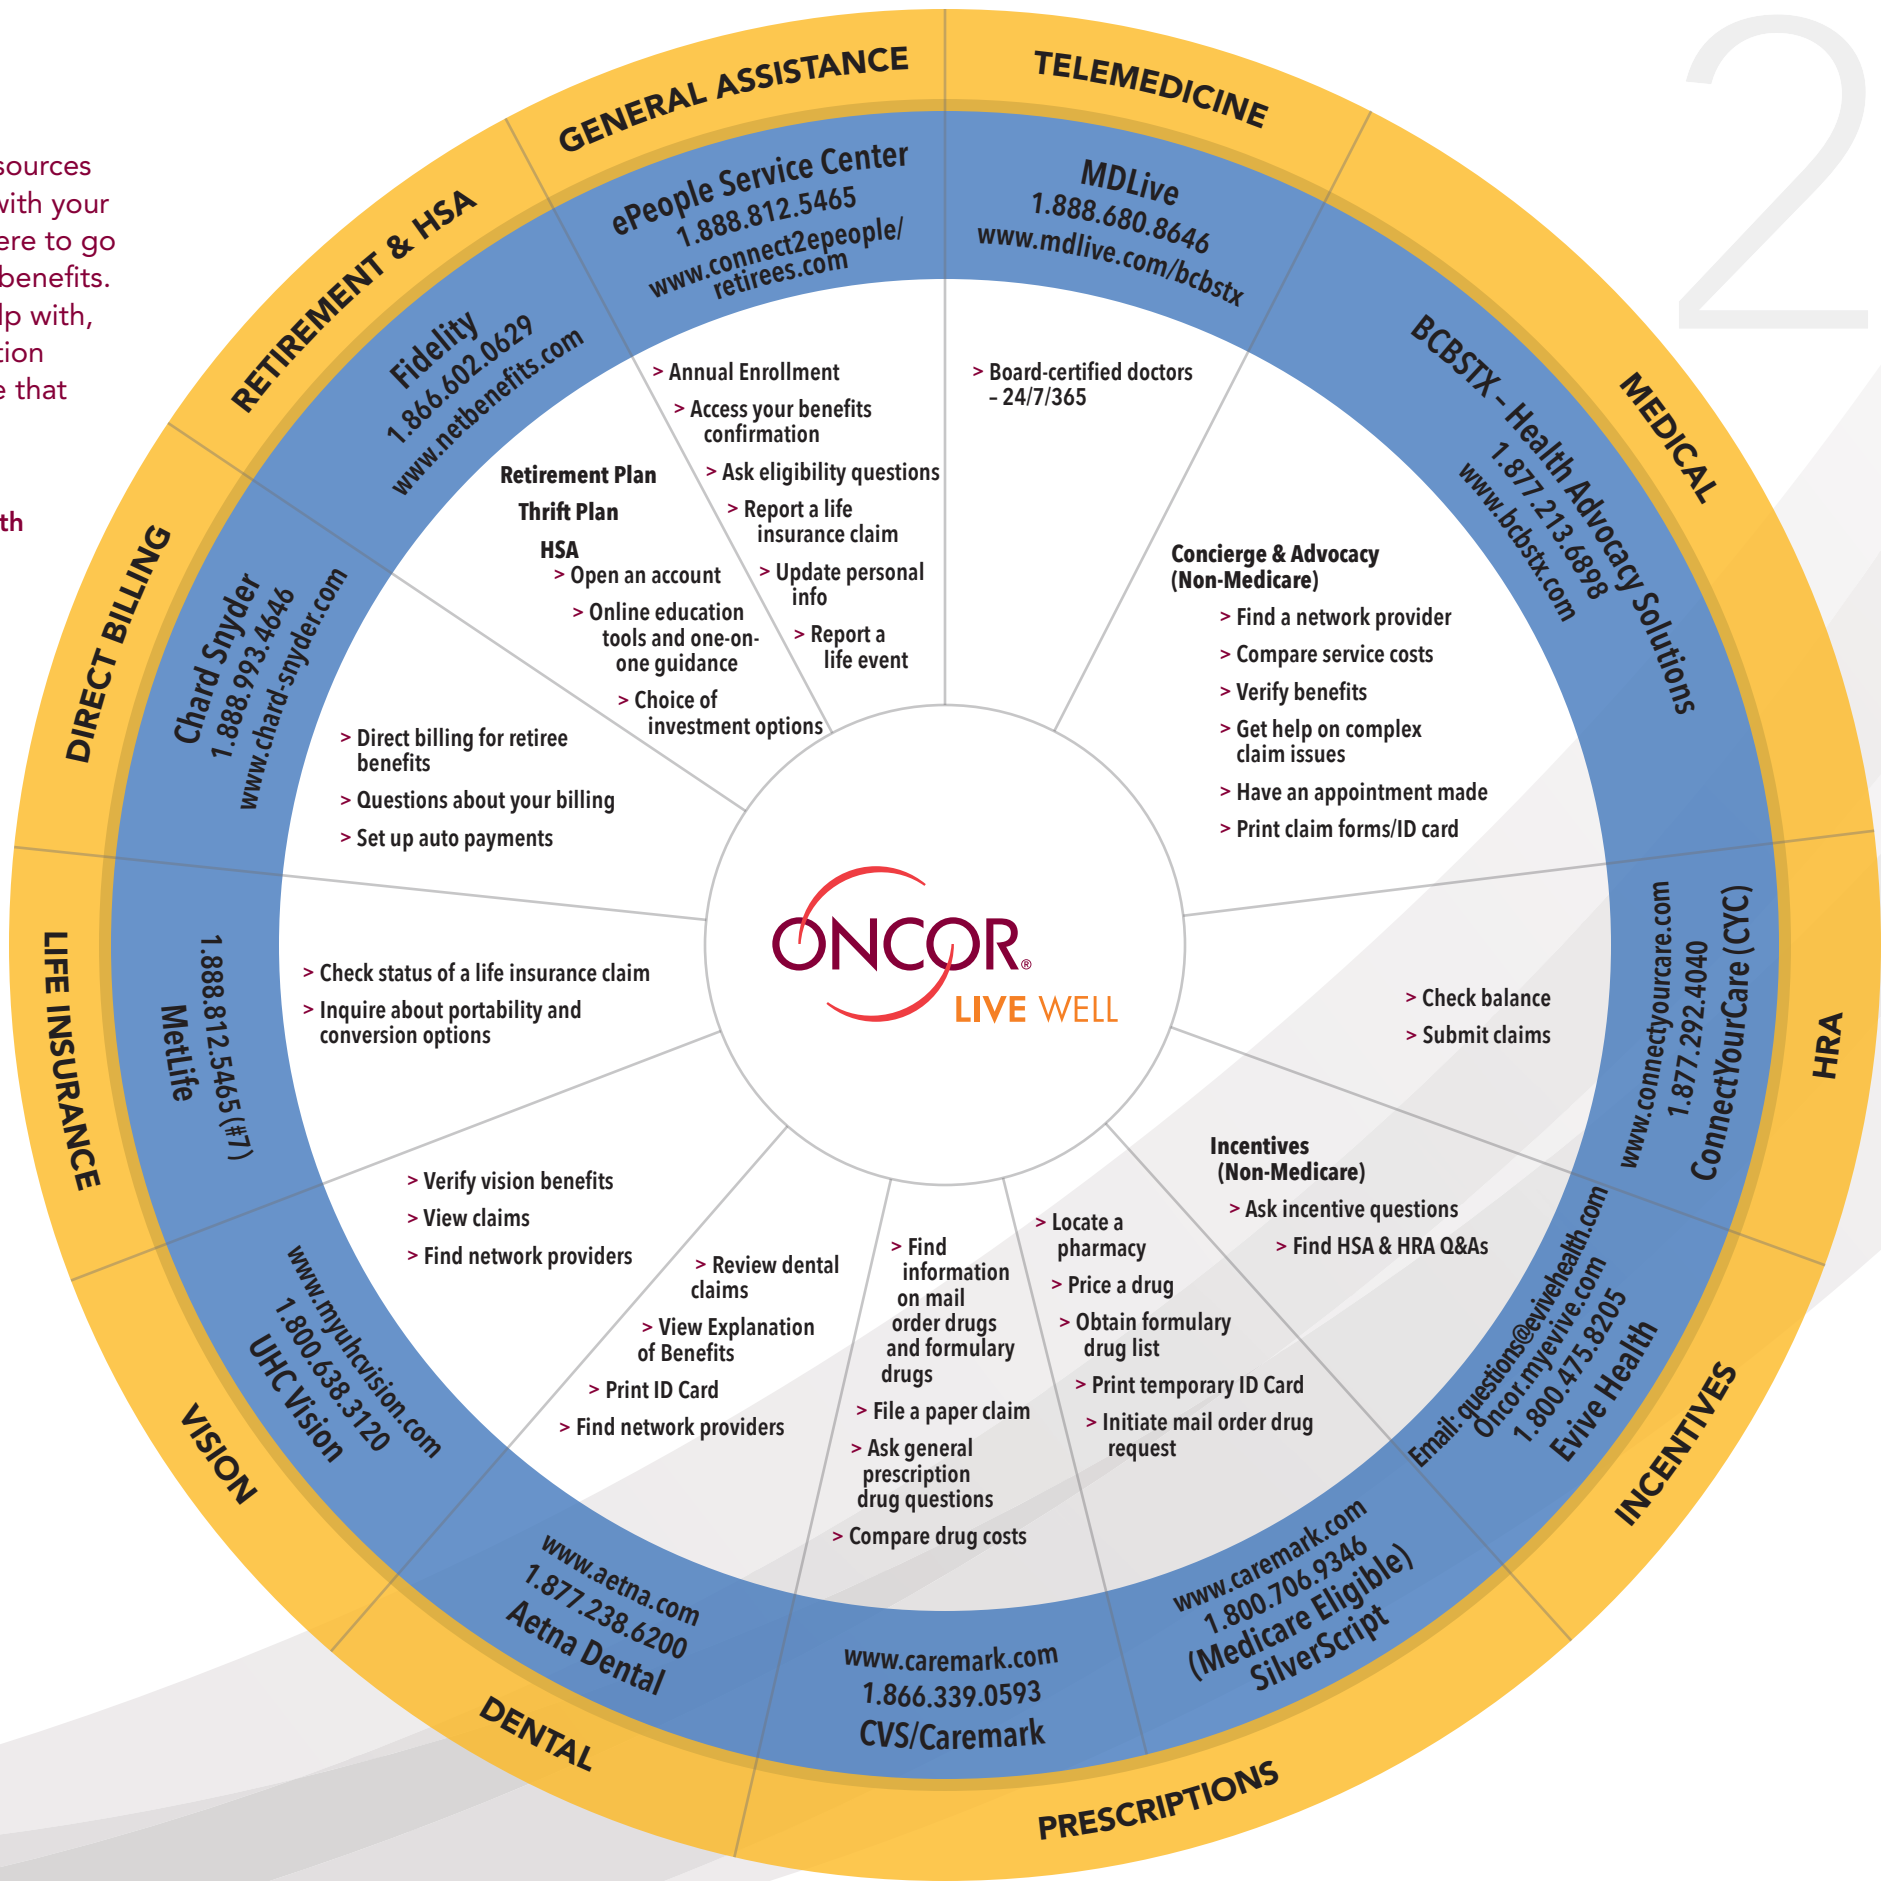 2
sources
with your
ere to go
benefits.
lp with,
tion
e that
th
GENERAL ASSISTANCE
ePeople Service Center
1.888.812.5465
www.connect2epeople/
retirees.com
> Annual Enrollment
> Access your benefits
confirmation
> Ask eligibility questions
> Report a life
insurance claim
> Update personal
info
> Report a
life event
TELEMEDICINE
MDLive
1.888.680.8646
www.mdlive.com/bcbstx
> Board-certified doctors
– 24/7/365
MEDICAL
BCBSTX – Health Advocacy Solutions
1.877.213.6898
www.bcbstx.com
Concierge & Advocacy
(Non-Medicare)
> Find a network provider
> Compare service costs
> Verify benefits
> Get help on complex
claim issues
> Have an appointment made
> Print claim forms/ID card
HRA
www.connectyourcare.com
1.877.292.4040
ConnectYourCare (CYC)
> Check balance
> Submit claims
INCENTIVES
Email: questions@evivehealth.com
Oncor.myevive.com
1.800.475.8205
Evive Health
Incentives
(Non-Medicare)
> Ask incentive questions
> Find HSA & HRA Q&As
PRESCRIPTIONS
www.caremark.com
1.800.706.9346
(Medicare Eligible)
SilverScript
> Locate a
pharmacy
> Price a drug
> Obtain formulary
drug list
> Print temporary ID Card
> Initiate mail order drug
request
www.caremark.com
1.866.339.0593
CVS/Caremark
> Find
information
on mail
order drugs
and formulary
drugs
> File a paper claim
> Ask general
prescription
drug questions
> Compare drug costs
DENTAL
www.aetna.com
1.877.238.6200
Aetna Dental
> Review dental
claims
> View Explanation
of Benefits
> Print ID Card
> Find network providers
VISION
www.myuhcvision.com
1.800.638.3120
UHC Vision
> Verify vision benefits
> View claims
> Find network providers
LIFE INSURANCE
1.888.812.5465(#7)
MetLife
> Check status of a life insurance claim
> Inquire about portability and
conversion options
DIRECT BILLING
Chard Snyder
1.888.993.4646
www.chard-snyder.com
> Direct billing for retiree
benefits
> Questions about your billing
> Set up auto payments
RETIREMENT & HSA
Fidelity
1.866.602.0629
www.netbenefits.com
Retirement Plan
Thrift Plan
HSA
> Open an account
> Online education
tools and one-on-
one guidance
> Choice of
investment options
ONCOR®
LIVE WELL